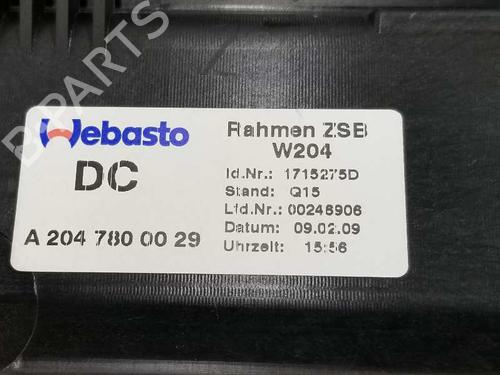 B-PARTS
Webasto
DC
A 204 780 00 29
Rahmen ZSB
W204
Id.Nr.: 1715275D
Stand: Q15
Lfd.Nr.: 00246906
Datum: 09.02.09
Uhrzeit: 15:56